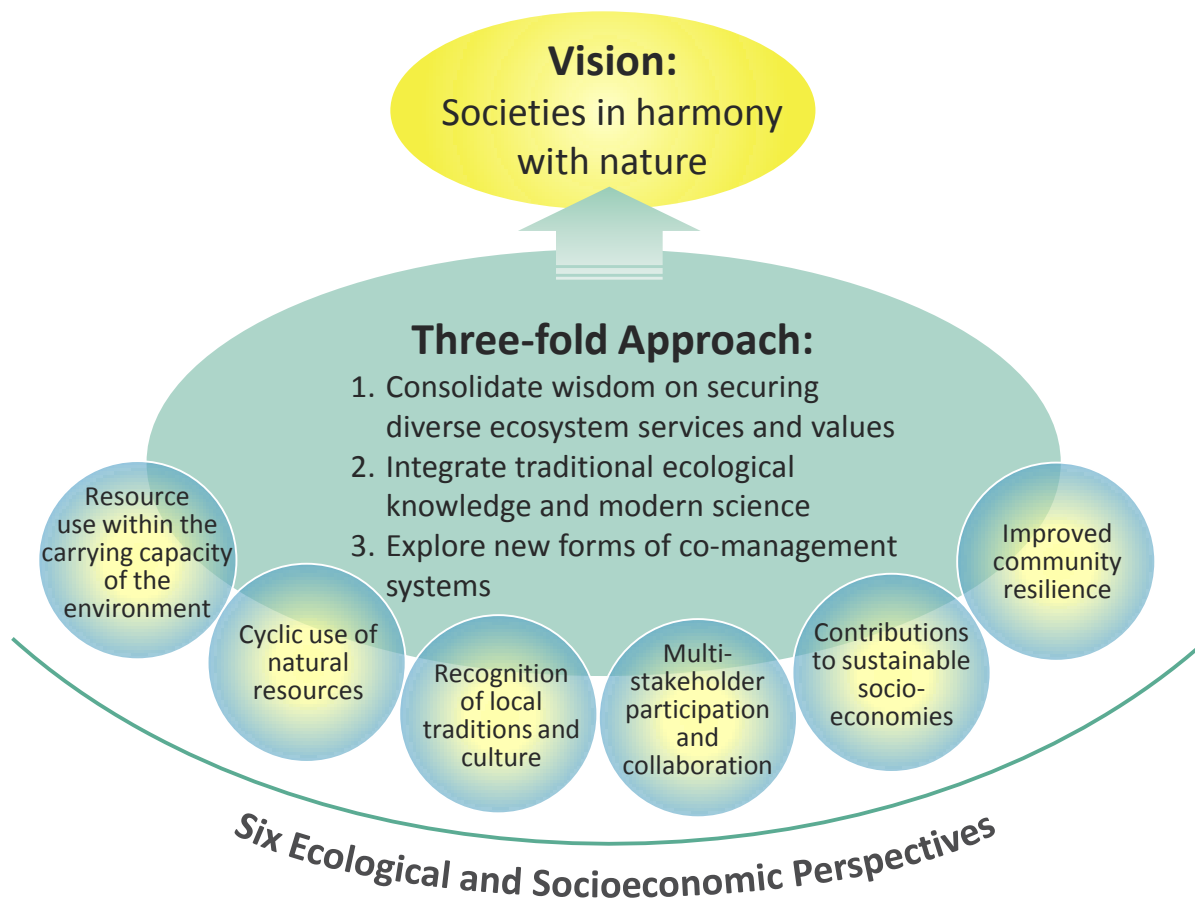 Vision:
Societies in harmony
with nature
Three-fold Approach:
1. Consolidate wisdom on securing
diverse ecosystem services and values
2. Integrate traditional ecological
knowledge and modern science
3. Explore new forms of co-management
systems
Resource
use within the
carrying capacity
of the
environment
Cyclic use of
natural
resources
Recognition
of local
traditions and
culture
Multi-
stakeholder
participation
and
collaboration
Contributions
to sustainable
socio-
economies
Improved
community
resilience
Six Ecological and Socioeconomic Perspectives